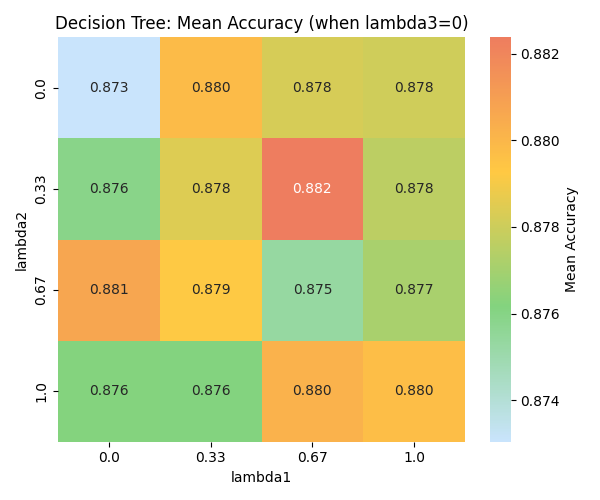 Decision Tree: Mean Accuracy (when lambda3=0)
0.0 0.873 0.880 0.878 0.878
0.33 0.876 0.878 0.882 0.878
0.67 0.881 0.879 0.875 0.877
1.0 0.876 0.876 0.880 0.880
0.0 0.33 0.67 1.0
lambda1
lambda2
0.882
0.880
0.878
0.876
0.874
Mean Accuracy